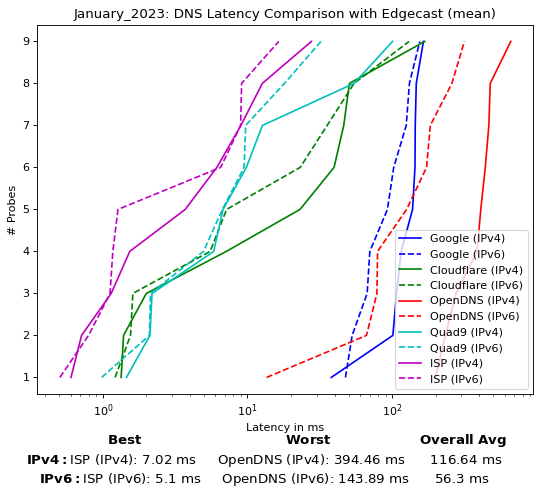 January_2023: DNS Latency Comparison with Edgecast (mean)
# Probes
9
8
7
6
5
4
3
2
1
Google (IPv4)
Google (IPv6)
Cloudflare (IPv4)
Cloudflare (IPv6)
OpenDNS (IPv4)
OpenDNS (IPv6)
Quad9 (IPv4)
Quad9 (IPv6)
ISP (IPv4)
ISP (IPv6)
10⁰ 10¹ 10²
Latency in ms
Best Worst Overall Avg
IPv4: ISP (IPv4): 7.02 ms OpenDNS (IPv4): 394.46 ms 116.64 ms
IPv6: ISP (IPv6): 5.1 ms OpenDNS (IPv6): 143.89 ms 56.3 ms